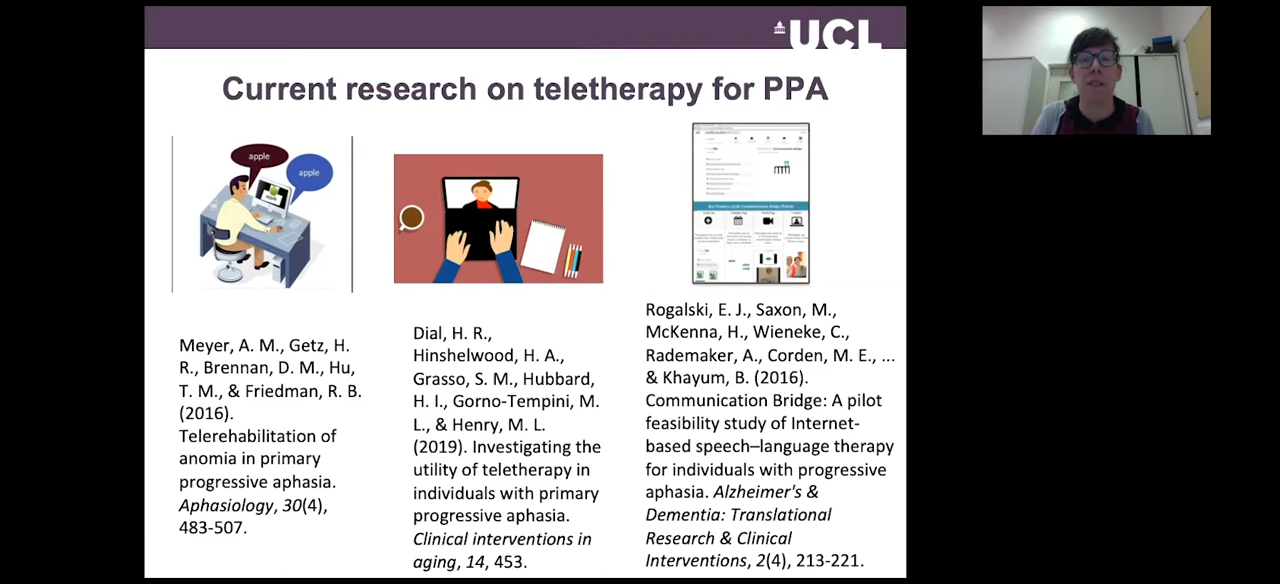 UCL
Current research on teletherapy for PPA
apple
apple
Meyer, A. M., Getz, H.
R., Brennan, D. M., Hu,
T. M., & Friedman, R. B.
(2016).
Telerehabilitation of
anomia in primary
progressive aphasia.
Aphasiology, 30(4),
483-507.
Dial, H. R.,
Hinshelwood, H. A.,
Grasso, S. M., Hubbard,
H. I., Gorno-Tempini, M.
L., & Henry, M. L.
(2019). Investigating the
utility of teletherapy in
individuals with primary
progressive aphasia.
Clinical interventions in
aging, 14, 453.
Rogalski, E. J., Saxon, M.,
McKenna, H., Wieneke, C.,
Rademaker, A., Corden, M. E., ...
& Khayum, B. (2016).
Communication Bridge: A pilot
feasibility study of Internet-
based speech–language therapy
for individuals with progressive
aphasia. Alzheimer's &
Dementia: Translational
Research & Clinical
Interventions, 2(4), 213-221.